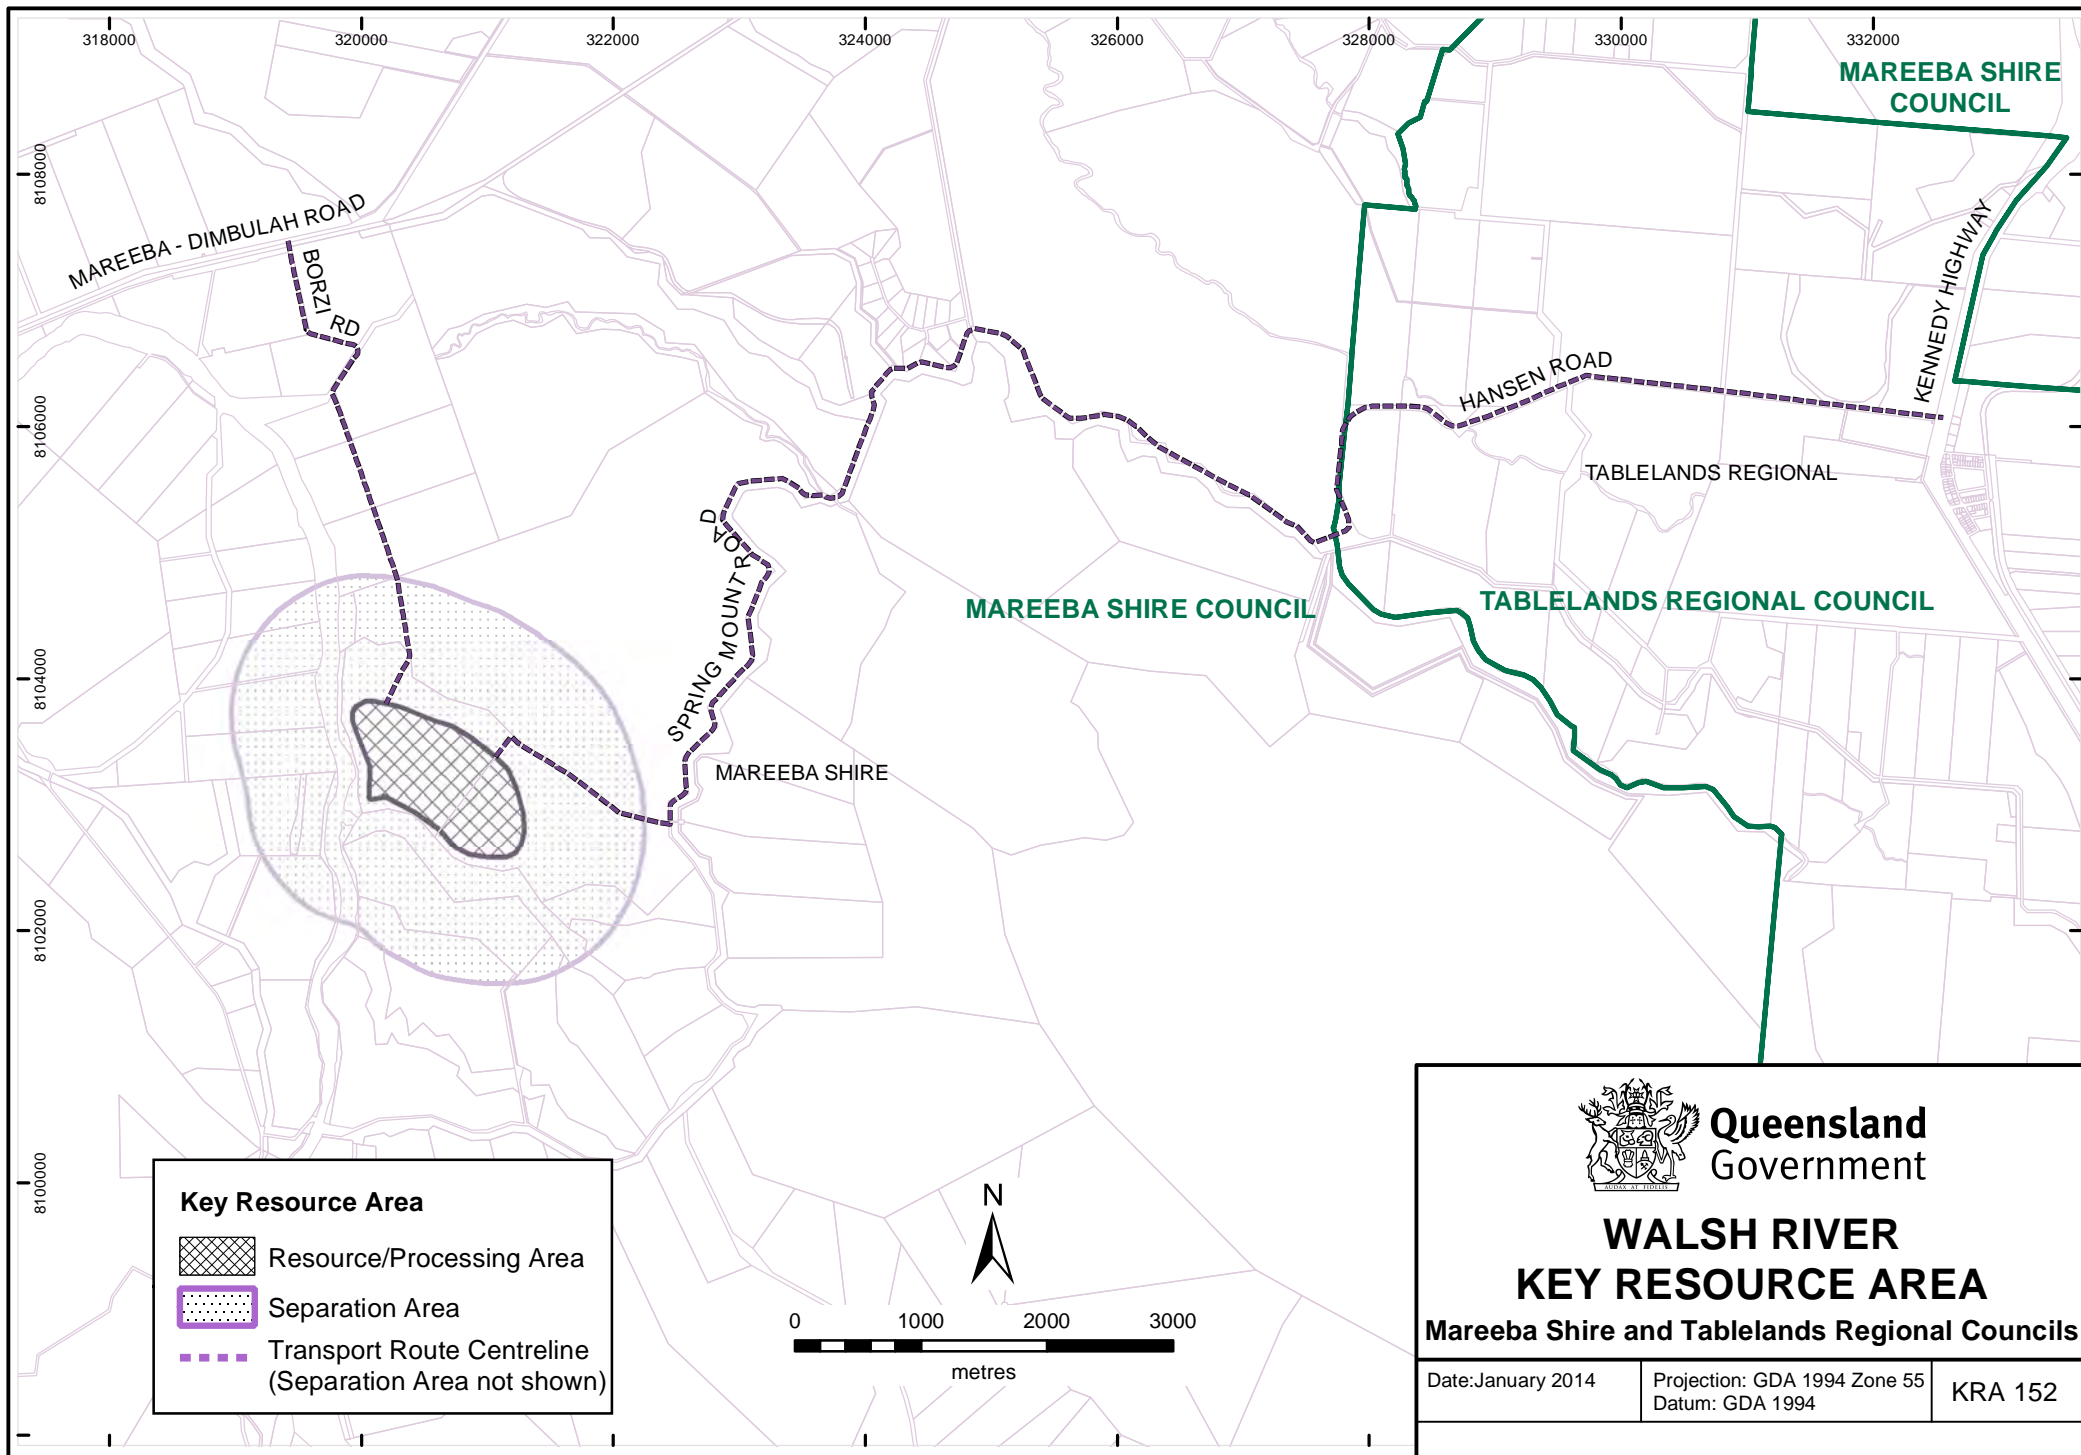 318000
320000
322000
324000
326000
328000
330000
332000
MAREEBA SHIRE
COUNCIL
8108000
MAREEBA - DIMBULAH ROAD
BORZI RD
KENNEDY HIGHWAY
HANSEN ROAD
8106000
TABLELANDS REGIONAL
SPRING MOUNT ROAD
MAREEBA SHIRE COUNCIL
TABLELANDS REGIONAL COUNCIL
8104000
MAREEBA SHIRE
8102000
8100000
Key Resource Area
Resource/Processing Area
Separation Area
Transport Route Centreline
(Separation Area not shown)
N
0 1000 2000 3000
metres
AUDAX AT FIDELIS
Queensland
Government
WALSH RIVER
KEY RESOURCE AREA
Mareeba Shire and Tablelands Regional Councils
Date:January 2014
Projection: GDA 1994 Zone 55
Datum: GDA 1994
KRA 152